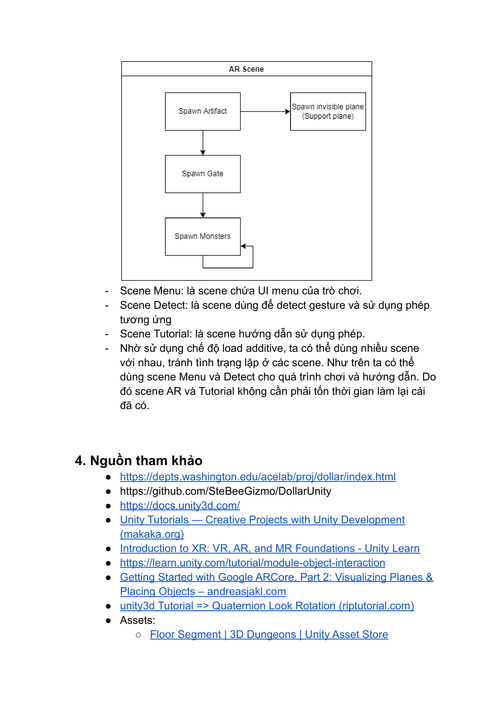 AR Scene
Spawn Artifact
Spawn invisible plane
(Support plane)
Spawn Gate
Spawn Monsters
- Scene Menu: là scene chứa UI menu của trò chơi.
- Scene Detect: là scene dùng để detect gesture và sử dụng phép
tương ứng
- Scene Tutorial: là scene hướng dẫn sử dụng phép.
- Nhờ sử dụng chế độ load additive, ta có thể dùng nhiều scene
với nhau, tránh tình trạng lặp ở các scene. Như trên ta có thể
dùng scene Menu và Detect cho quá trình chơi và hướng dẫn. Do
đó scene AR và Tutorial không cần phải tốn thời gian làm lại cái
đã có.
4. Nguồn tham khảo
● https://depts.washington.edu/acelab/proj/dollar/index.html
● https://github.com/SteBeeGizmo/DollarUnity
● https://docs.unity3d.com/
● Unity Tutorials — Creative Projects with Unity Development
(makaka.org)
● Introduction to XR: VR, AR, and MR Foundations - Unity Learn
● https://learn.unity.com/tutorial/module-object-interaction
● Getting Started with Google ARCore, Part 2: Visualizing Planes &
Placing Objects – andreasjakl.com
● unity3d Tutorial => Quaternion Look Rotation (riptutorial.com)
● Assets:
○ Floor Segment | 3D Dungeons | Unity Asset Store